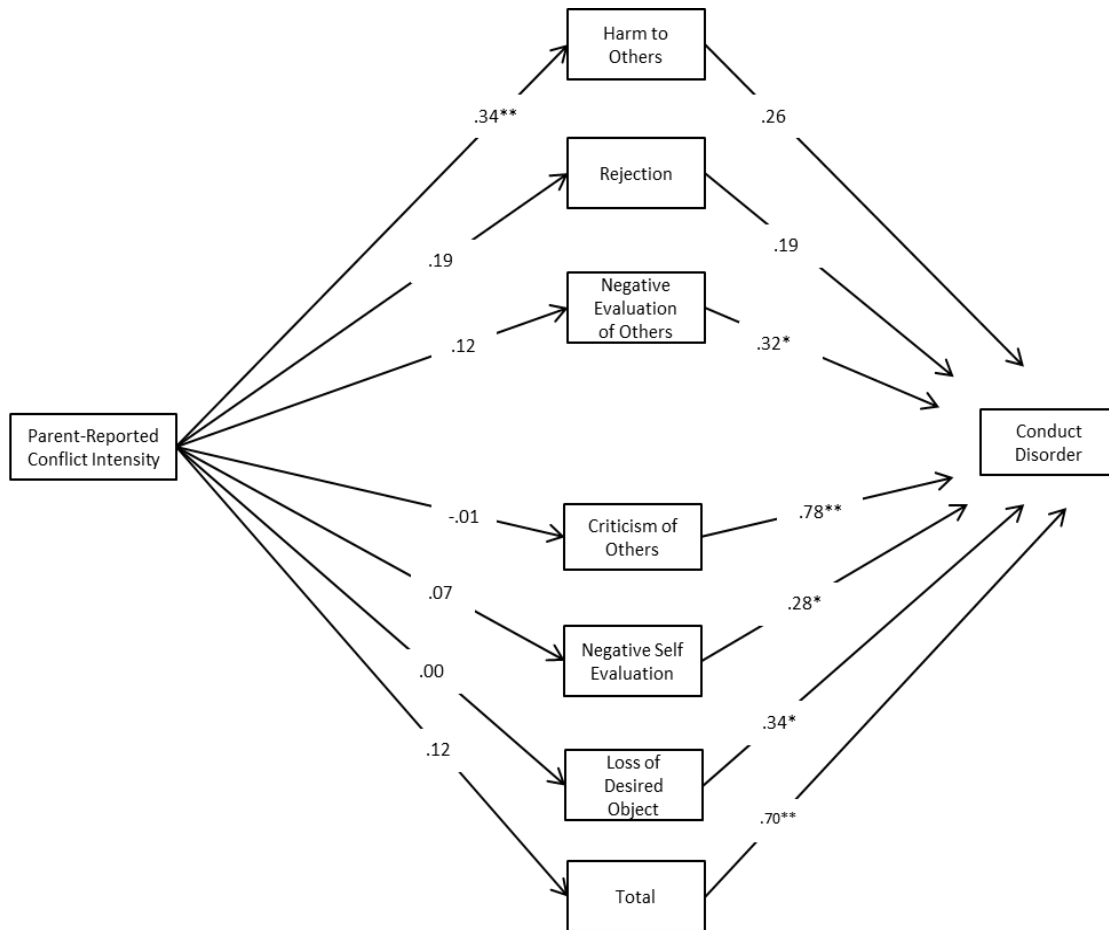 Harm to
Others
.34**
.26
Rejection
.19
.19
Negative
Evaluation
of Others
.12
.32*
Parent-Reported
Conflict Intensity
Conduct
Disorder
-.01
Criticism of
Others
.78**
.07
.28*
Negative Self
Evaluation
.00
.34*
.12
Loss of
Desired
Object
.70**
Total